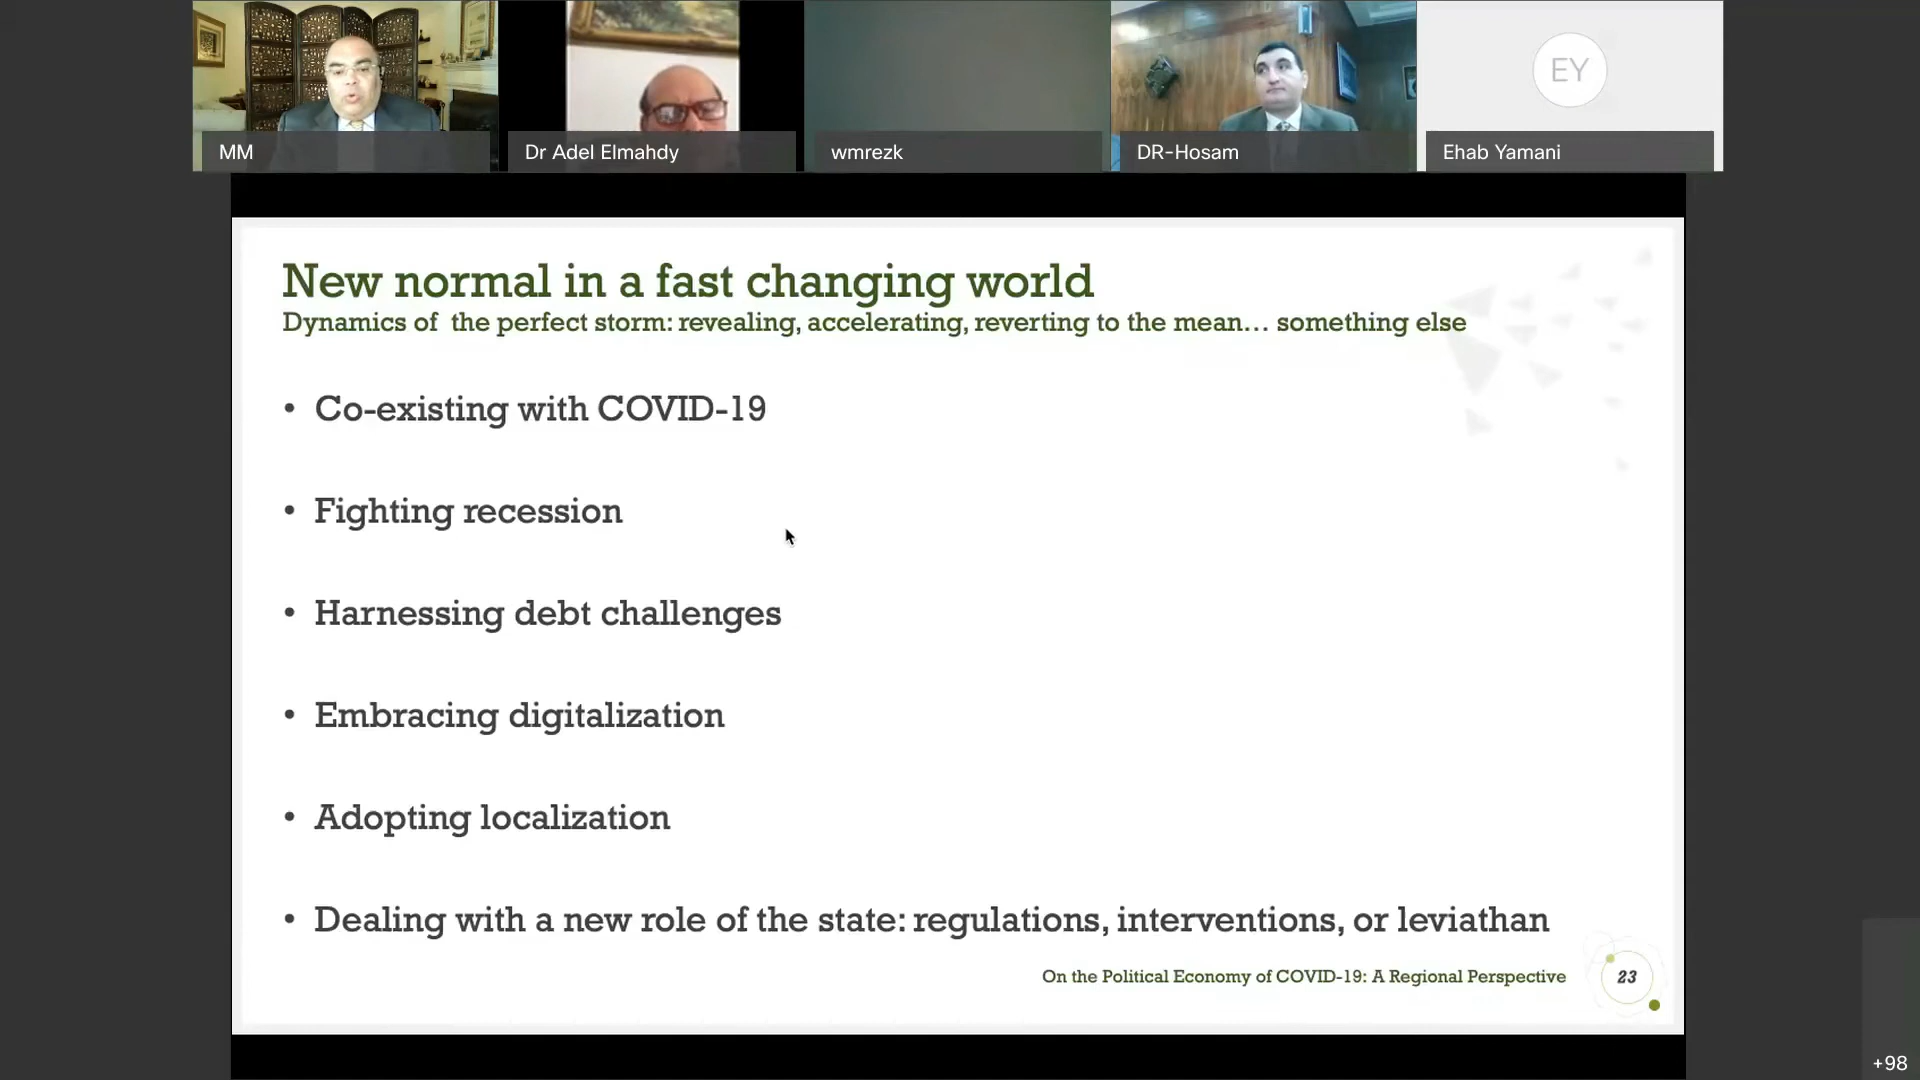 MM
Dr Adel Elmahdy
wmrezk
DR-Hosam
EY
Ehab Yamani
New normal in a fast changing world
Dynamics of the perfect storm: revealing, accelerating, reverting to the mean... something else
• Co-existing with COVID-19
• Fighting recession
• Harnessing debt challenges
• Embracing digitalization
• Adopting localization
• Dealing with a new role of the state: regulations, interventions, or leviathan
On the Political Economy of COVID-19: A Regional Perspective
23
+98